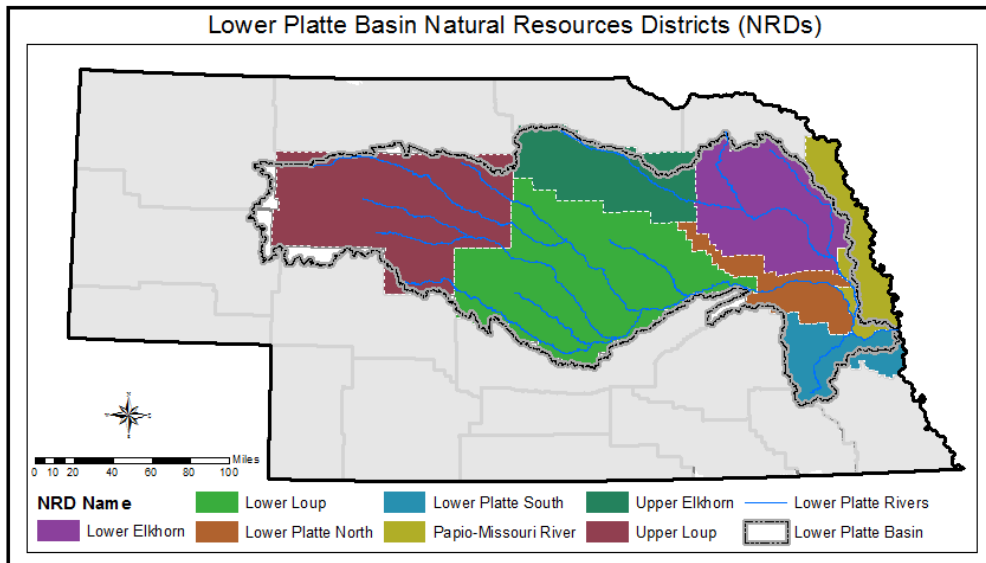 Lower Platte Basin Natural Resources Districts (NRDs)
Miles
0 10 20 40 60 80 100
NRD Name
Lower Loup
Lower Platte South
Upper Elkhorn
Lower Platte Rivers
Lower Elkhorn
Lower Platte North
Papio-Missouri River
Upper Loup
Lower Platte Basin